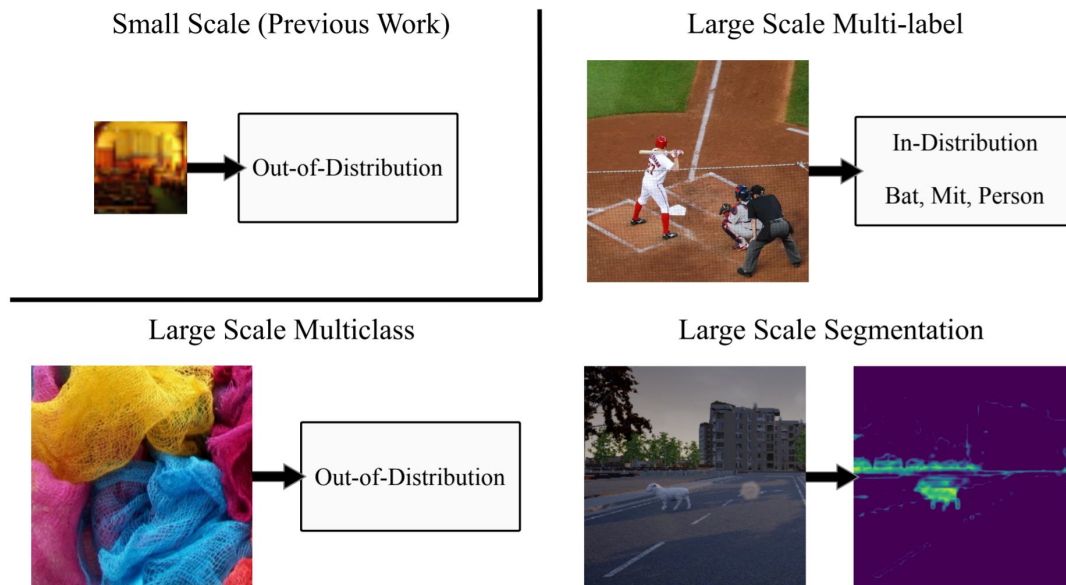 Small Scale (Previous Work)
Out-of-Distribution
Large Scale Multi-label
In-Distribution
Bat, Mit, Person
Large Scale Multiclass
Out-of-Distribution
Large Scale Segmentation